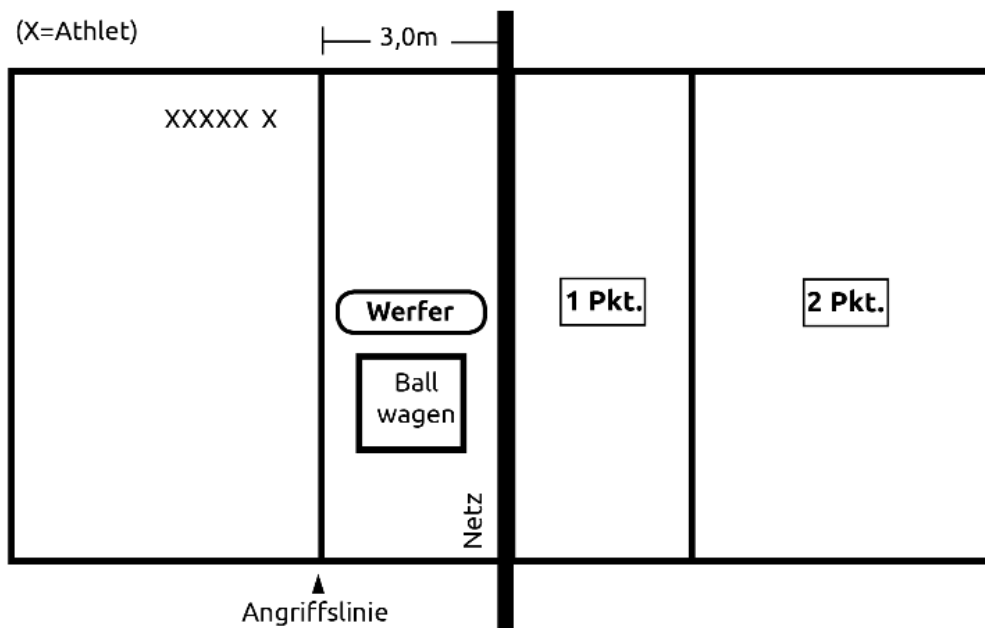 (X=Athlet)
3,0m
XXXXX X
Werfer
1 Pkt.
2 Pkt.
Ball
wagen
Netz
Angriffslinie